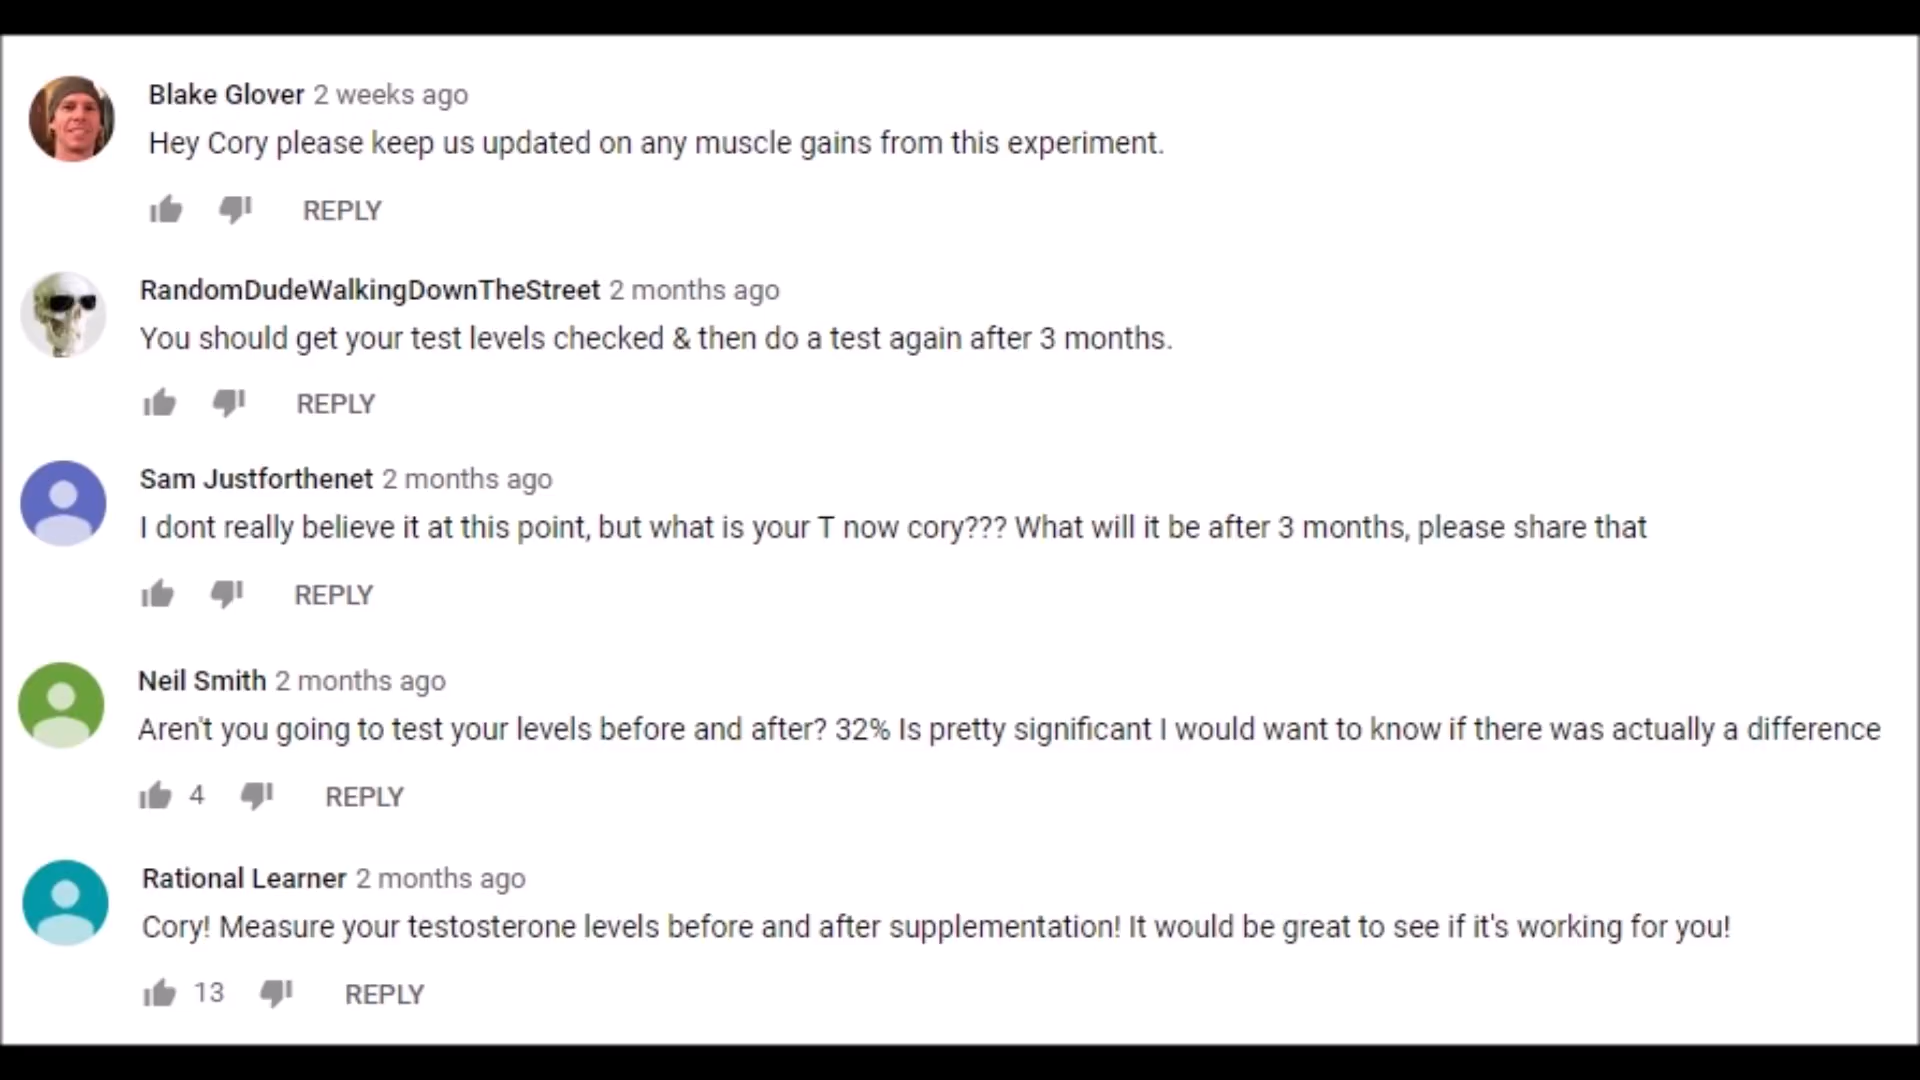 Blake Glover 2 weeks ago
Hey Cory please keep us updated on any muscle gains from this experiment.
REPLY
RandomDudeWalkingDownTheStreet 2 months ago
You should get your test levels checked & then do a test again after 3 months.
REPLY
Sam Justforthenet 2 months ago
I dont really believe it at this point, but what is your T now cory??? What will it be after 3 months, please share that
REPLY
Neil Smith 2 months ago
Aren't you going to test your levels before and after? 32% Is pretty significant I would want to know if there was actually a difference
4 REPLY
Rational Learner 2 months ago
Cory! Measure your testosterone levels before and after supplementation! It would be great to see if it's working for you!
13 REPLY